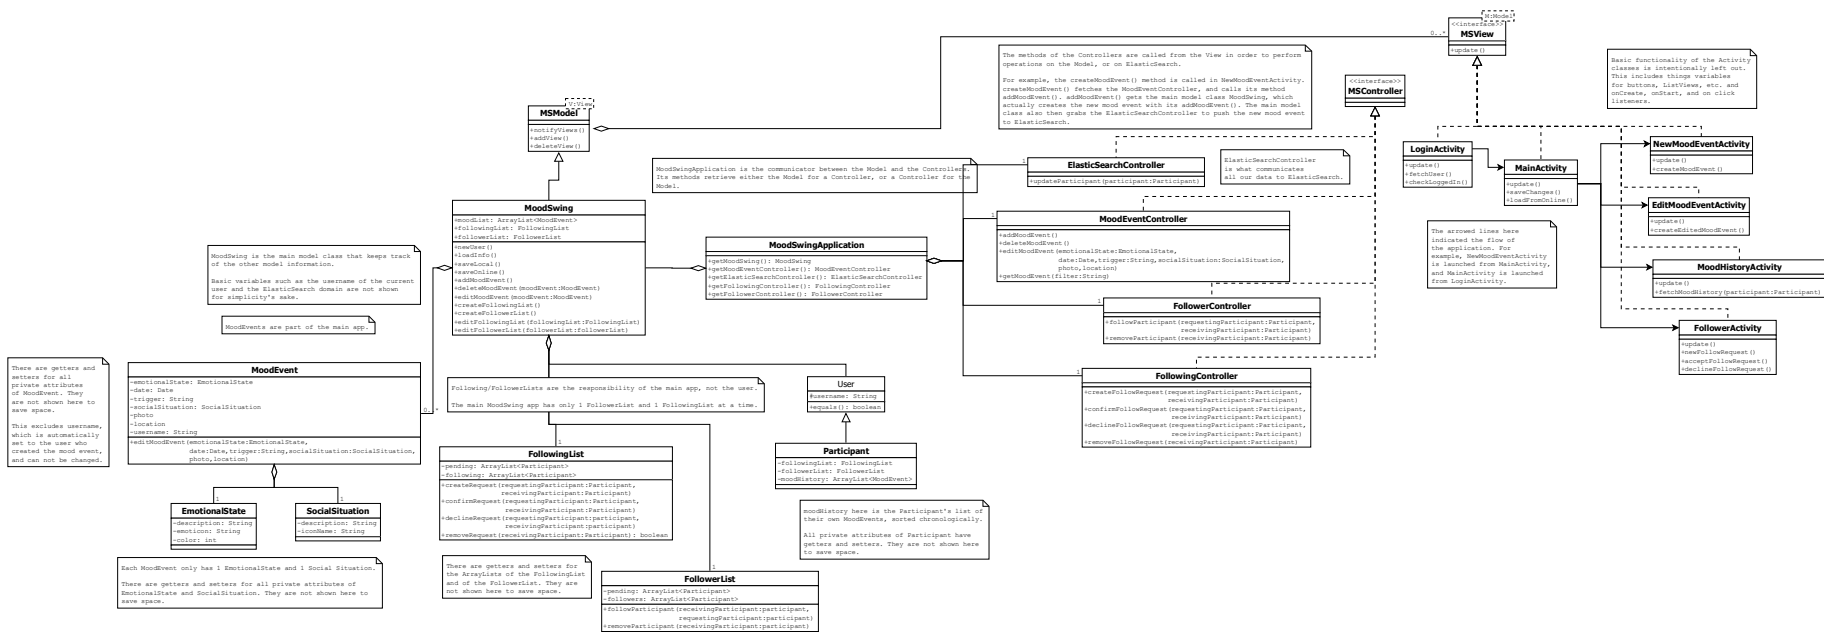 M:Model
<<interface>>
MSView
+update()
0..*
The methods of the Controllers are called from the View in order to perform
operations on the Model, or on ElasticSearch.
For example, the createMoodEvent() method is called in NewMoodEventActivity.
createMoodEvent() fetches the MoodEventController, and calls its method
addMoodEvent(). addMoodEvent() gets the main model class MoodSwing, which
actually creates the new mood event with its addMoodEvent(). The main model
class also then grabs the ElasticSearchController to push the new mood event
to ElasticSearch.
Basic functionality of the Activity
classes is intentionally left out.
This includes things variables
for buttons, ListViews, etc. and
onCreate, onStart, and on click
listeners.
<<interface>>
MSController
V:View
MSModel
+notifyViews()
+addView()
+deleteView()
MoodSwingApplication is the communicator between the Model and the Controllers.
Its methods retrieve either the Model for a Controller, or a Controller for the
Model.
1
ElasticSearchController
+updateParticipant(participant:Participant)
ElasticSearchController
is what communicates
all our data to ElasticSearch.
LoginActivity
+update()
+fetchUser()
+checkLoggedIn()
MainActivity
+update()
+saveChanges()
+loadFromOnline()
NewMoodEventActivity
+update()
+createMoodEvent()
EditMoodEventActivity
+update()
+createEditedMoodEvent()
The arrowed lines here
indicated the flow of
the application. For
example, NewMoodEventActivity
is launched from MainActivity,
and MainActivity is launched
from LoginActivity.
MoodHistoryActivity
+update()
+fetchMoodHistory(participant:Participant)
FollowerActivity
+update()
+newFollowRequest()
+acceptFollowRequest()
+declineFollowRequest()
MoodSwing
+moodList: ArrayList<MoodEvent>
+followingList: FollowingList
+followerList: FollowerList
+newUser()
+loadInfo()
+saveLocal()
+saveOnline()
+addMoodEvent()
+deleteMoodEvent(moodEvent:MoodEvent)
+editMoodEvent(moodEvent:MoodEvent)
+createFollowingList()
+createFollowerList()
+editFollowingList(followingList:FollowingList)
+editFollowerList(followerList:followerList)
MoodSwingApplication
+getMoodSwing(): MoodSwing
+getMoodEventController(): MoodEventController
+getElasticSearchController(): ElasticSearchController
+getFollowingController(): FollowingController
+getFollowerController(): FollowerController
1
MoodEventController
+addMoodEvent()
+deleteMoodEvent()
+editMoodEvent(emotionalState:EmotionalState,
date:Date,trigger:String,socialSituation:SocialSituation,
photo,location)
+getMoodEvent(filter:String)
1
FollowerController
+followParticipant(requestingParticipant:Participant,
receivingParticipant:Participant)
+removeParticipant(receivingParticipant:Participant)
1
FollowingController
+createFollowRequest(requestingParticipant:Participant,
receivingParticipant:Participant)
+confirmFollowRequest(requestingParticipant:Participant,
receivingParticipant:Participant)
+declineFollowRequest(requestingParticipant:Participant,
receivingParticipant:Participant)
+removeFollowRequest(receivingParticipant:Participant)
MoodSwing is the main model class that keeps track
of the other model information.
Basic variables such as the username of the current
user and the ElasticSearch domain are not shown
for simplicity's sake.
MoodEvents are part of the main app.
There are getters and
setters for all
private attributes
of MoodEvent. They
are not shown here to
save space.
This excludes username,
which is automatically
set to the user who
created the mood event,
and can not be changed.
MoodEvent
-emotionalState: EmotionalState
-date: Date
-trigger: String
-socialSituation: SocialSituation
-photo
-location
-username: String
+editMoodEvent(emotionalState:EmotionalState,
date:Date,trigger:String,socialSituation:SocialSituation,
photo,location)
0..*
Following/FollowerLists are the responsibility of the main app, not the user.
The main MoodSwing app has only 1 FollowerList and 1 FollowingList at a time.
User
#username: String
+equals(): boolean
Participant
-followingList: FollowingList
-followerList: FollowerList
-moodHistory: ArrayList<MoodEvent>
moodHistory here is the Participant's list of
their own MoodEvents, sorted chronologically.
All private attributes of Participant have
getters and setters. They are not shown here
to save space.
1
FollowingList
-pending: ArrayList<Participant>
-following: ArrayList<Participant>
+createRequest(requestingParticipant:Participant,
receivingParticipant:Participant)
+confirmRequest(requestingParticipant:Participant,
receivingParticipant:Participant)
+declineRequest(requestingParticipant:participant,
receivingParticipant:participant)
+removeRequest(receivingParticipant:Participant): boolean
There are getters and setters for
the ArrayLists of the FollowingList
and of the FollowerList. They are
not shown here to save space.
1
FollowerList
-pending: ArrayList<Participant>
-followers: ArrayList<Participant>
+followParticipant(receivingParticipant:participant,
requestingParticipant:participant)
+removeParticipant(receivingParticipant:participant)
1
EmotionalState
-description: String
-emotion: String
-color: int
1
SocialSituation
-description: String
-iconName: String
Each MoodEvent only has 1 EmotionalState and 1 Social Situation.
There are getters and setters for all private attributes of
EmotionalState and SocialSituation. They are not shown here to
save space.